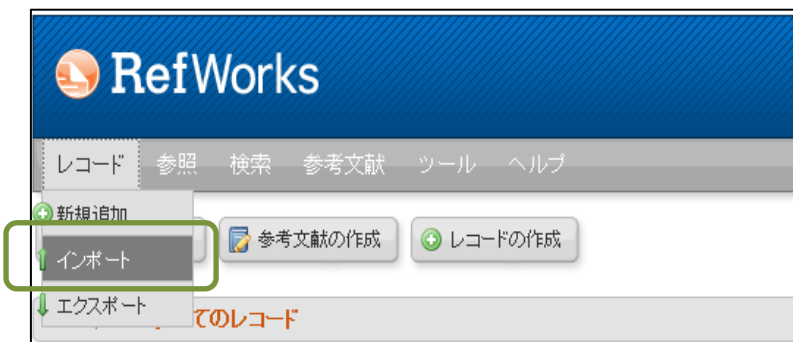 RefWorks
レコード 参照 検索 参考文献 ツール ヘルプ
新規追加
インポート
エクスポート
参考文献の作成 レコードの作成
てのレコード